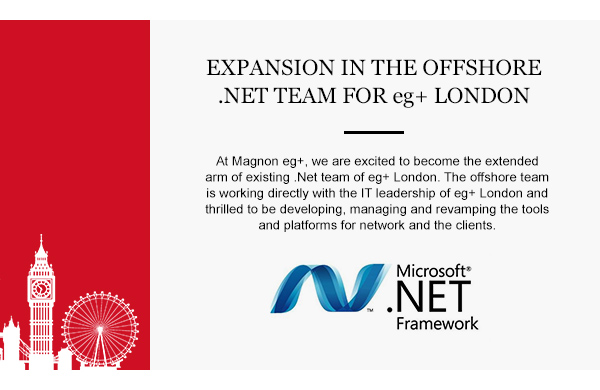 EXPANSION IN THE OFFSHORE
.NET TEAM FOR eg+ LONDON
At Magnon eg+, we are excited to become the extended
arm of existing .Net team of eg+ London. The offshore team
is working directly with the IT leadership of eg+ London and
thrilled to be developing, managing and revamping the tools
and platforms for network and the clients.
Microsoft®
.NET
™
Framework